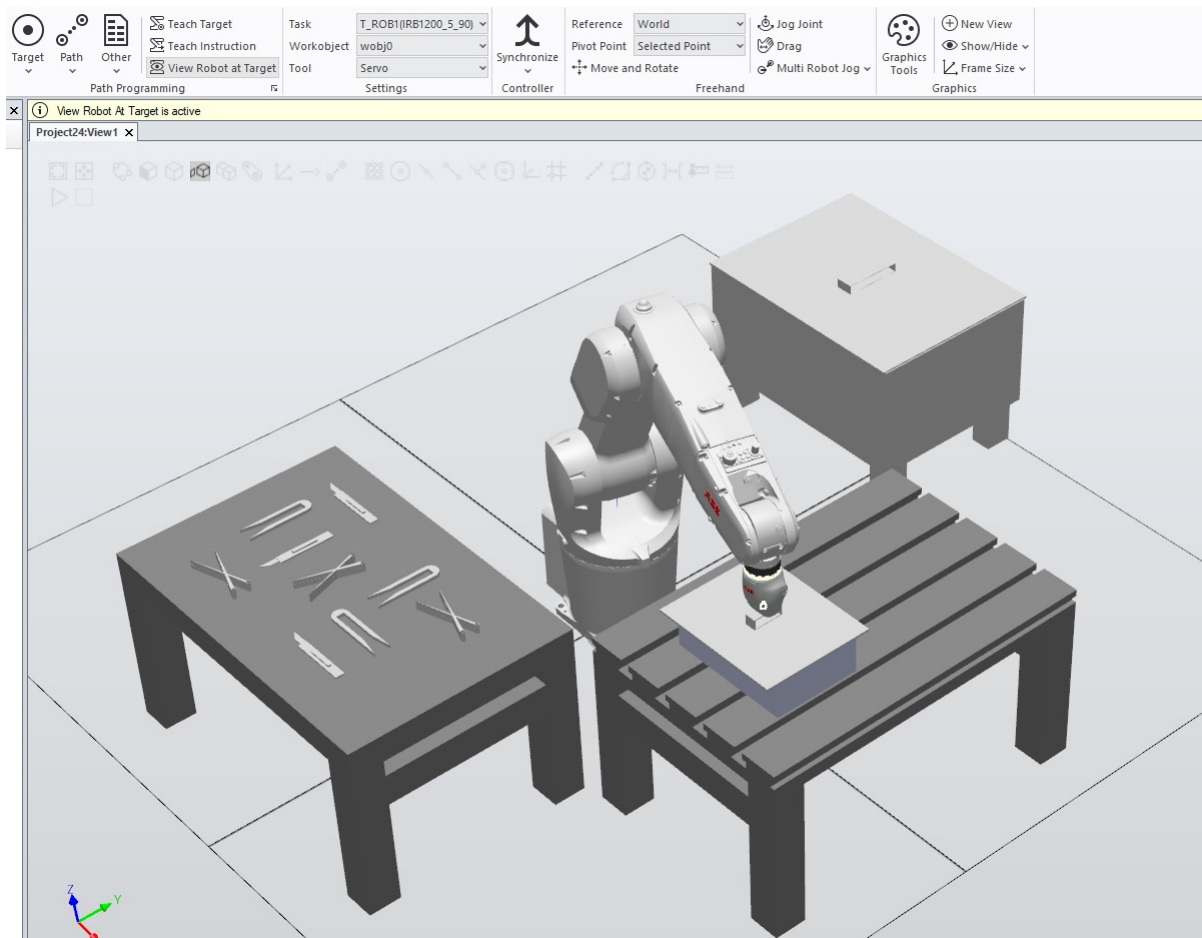 Teach Target
Teach Instruction
View Robot at Target
Target
Path
Other
Path Programming
Task T_ROB1(IRB1200_5_90)
Workobject wobj0
Tool Servo
Settings
Synchronize
Controller
Reference World
Pivot Point Selected Point
Move and Rotate
Jog Joint
Drag
Multi Robot Jog
Freehand
Graphics
Tools
New View
Show/Hide
Frame Size
Graphics
View Robot At Target is active
Project24:View1
ABB
Z
Y